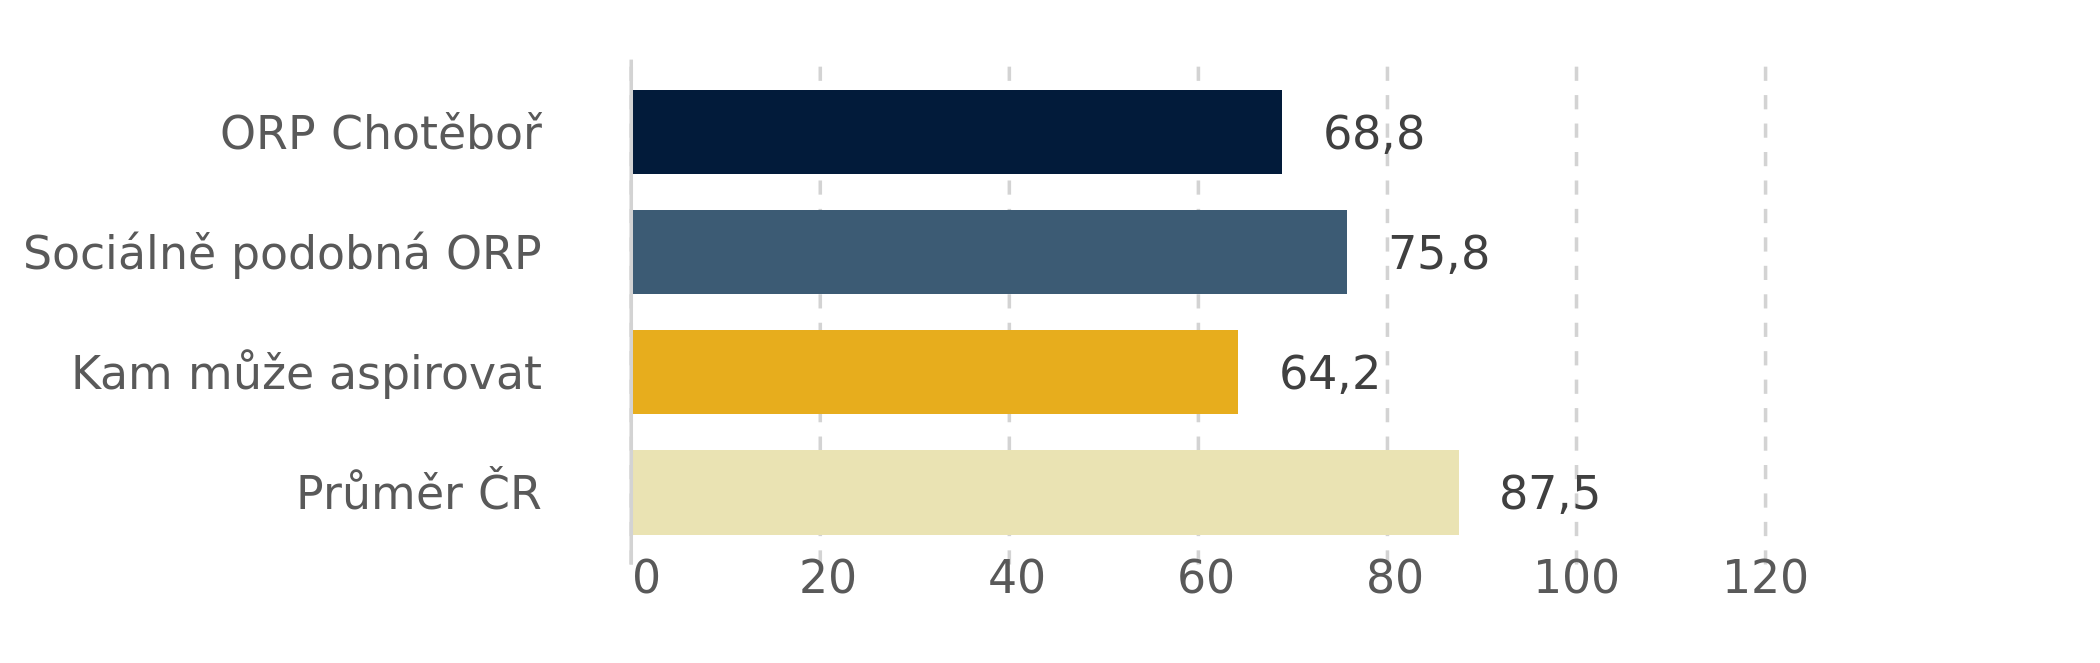 ORP Chotěboř 68,8
Sociálně podobná ORP 75,8
Kam může aspirovat 64,2
Průměr ČR 87,5
0 20 40 60 80 100 120